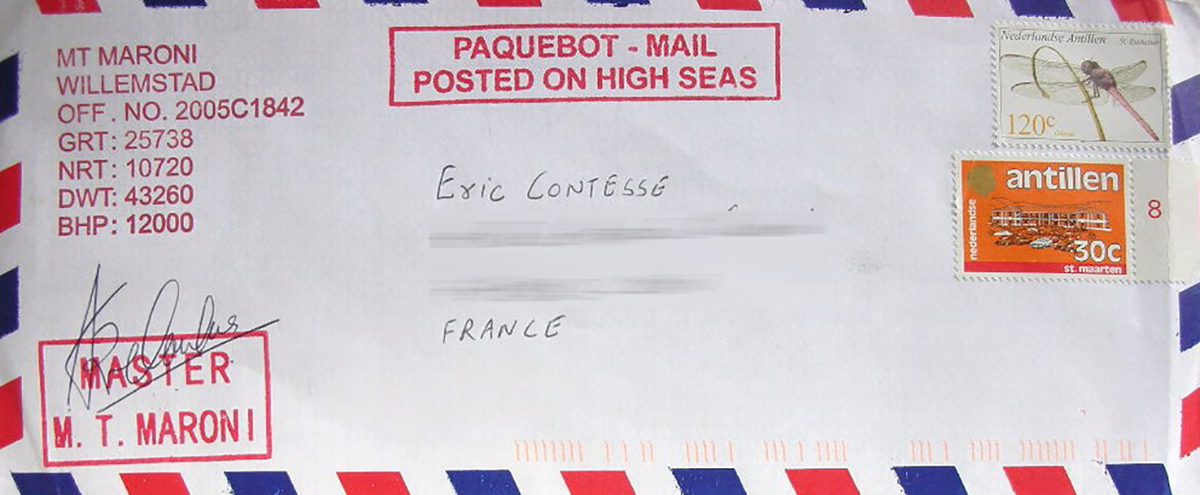 MT MARONI
WILLEMSTAD
OFF. NO. 2005C1842
GRT: 25738
NRT: 10720
DWT: 43260
BHP: 12000
PAQUEBOT - MAIL
POSTED ON HIGH SEAS
Nederlandse Antillen
120c
antillen
nederlandse
30c
st. maarten
8
Eric CONTESSE
FRANCE
MASTER
M. T. MARONI